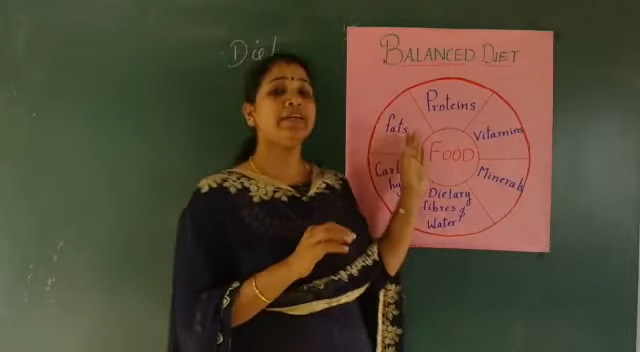 Diet
BALANCED DIET
Proteins
fats
Vitamins
FOOD
Minerals
Dietary
fibres &
Water